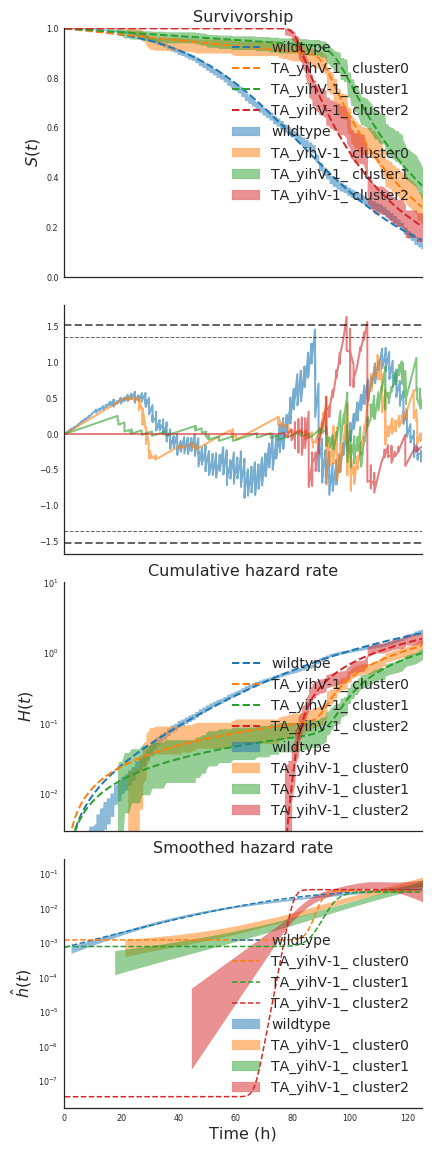 Survivorship
1.0
0.8
0.6
0.4
0.2
0.0
S(t)
wildtype
TA_yihV-1_ cluster0
TA_yihV-1_ cluster1
TA_yihV-1_ cluster2
wildtype
TA_yihV-1_ cluster0
TA_yihV-1_ cluster1
TA_yihV-1_ cluster2
1.5
1.0
0.5
0.0
−0.5
−1.0
−1.5
Cumulative hazard rate
10¹
10⁰
10⁻¹
10⁻²
H(t)
wildtype
TA_yihV-1_ cluster0
TA_yihV-1_ cluster1
TA_yihV-1_ cluster2
wildtype
TA_yihV-1_ cluster0
TA_yihV-1_ cluster1
TA_yihV-1_ cluster2
Smoothed hazard rate
10⁻¹
10⁻²
10⁻³
10⁻⁴
10⁻⁵
10⁻⁶
10⁻⁷
ĥ(t)
wildtype
TA_yihV-1_ cluster0
TA_yihV-1_ cluster1
TA_yihV-1_ cluster2
wildtype
TA_yihV-1_ cluster0
TA_yihV-1_ cluster1
TA_yihV-1_ cluster2
0 20 40 60 80 100 120
Time (h)